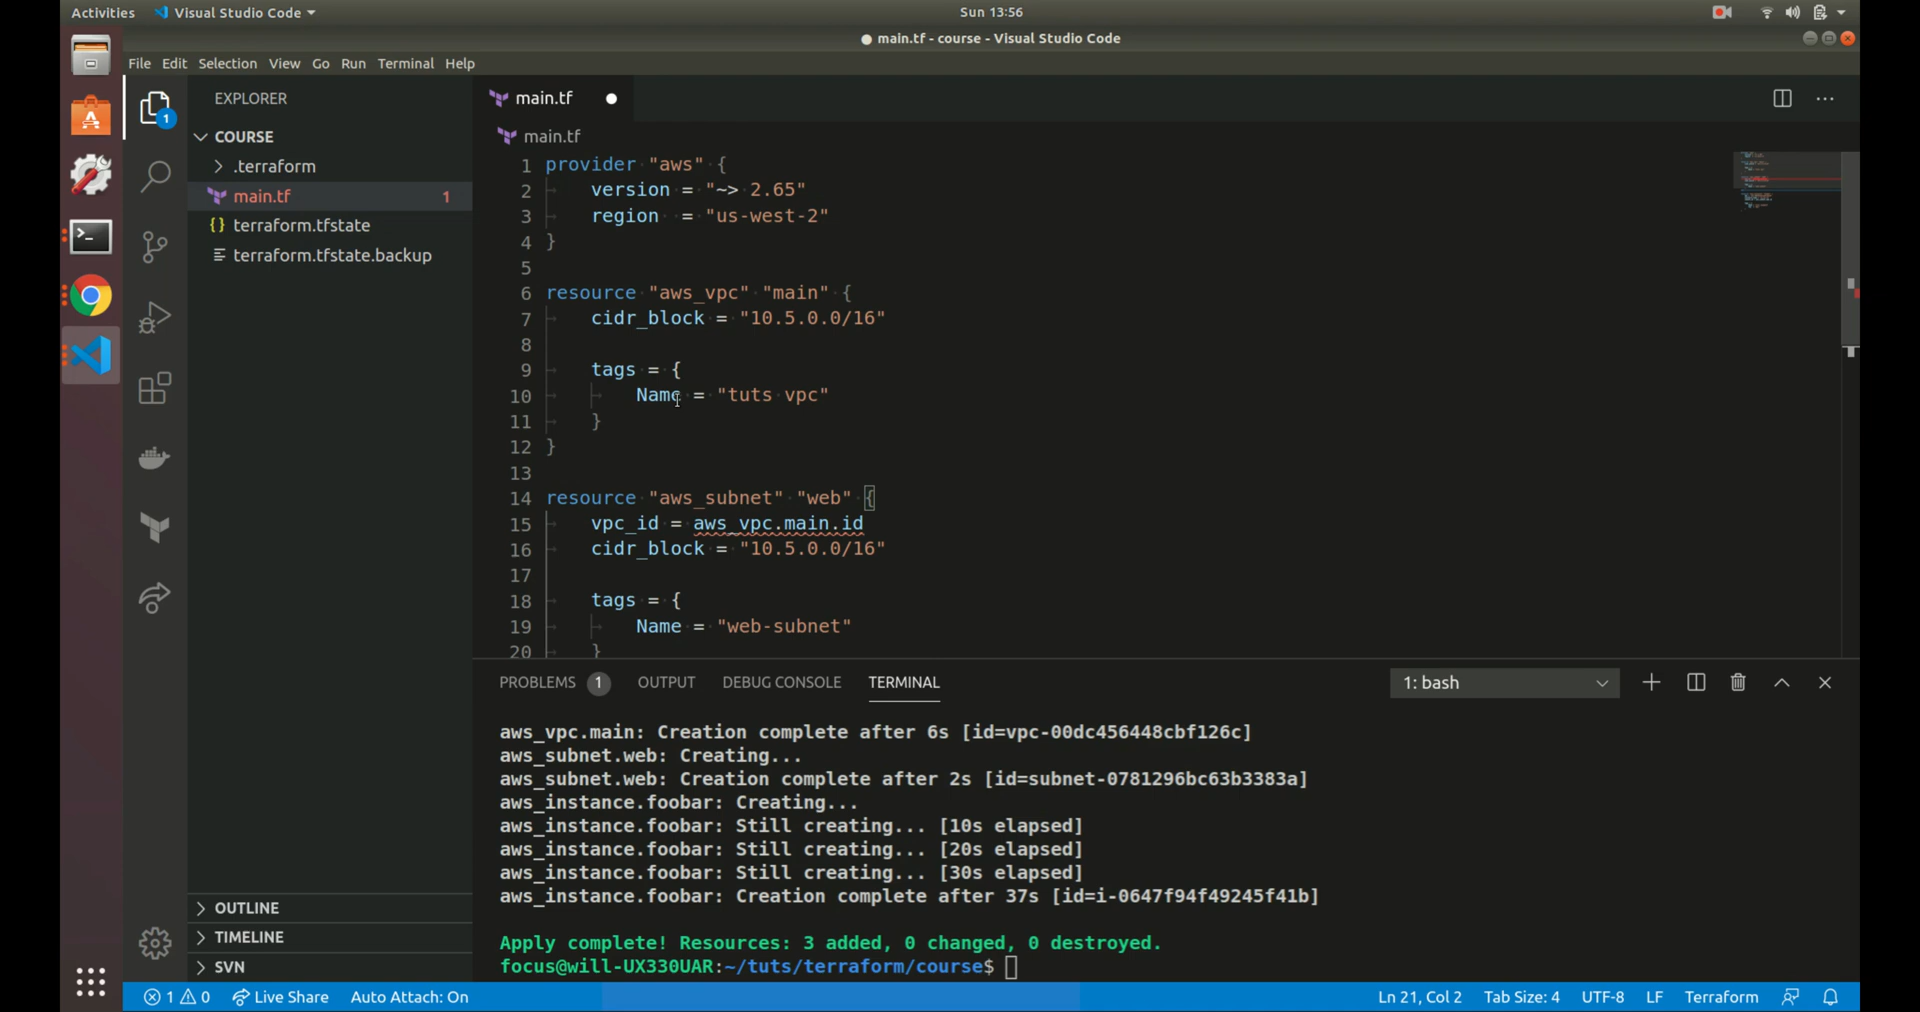 Activities Visual Studio Code Sun 13:56
main.tf - course - Visual Studio Code
File Edit Selection View Go Run Terminal Help
EXPLORER
COURSE
.terraform
main.tf 1
terraform.tfstate
terraform.tfstate.backup
OUTLINE
TIMELINE
SVN
1
main.tf
main.tf
1 provider "aws" {
2 version = "~> 2.65"
3 region = "us-west-2"
4 }
5
6 resource "aws_vpc" "main" {
7 cidr_block = "10.5.0.0/16"
8
9 tags = {
10 Name = "tuts vpc"
11 }
12 }
13
14 resource "aws_subnet" "web" {
15 vpc_id = aws_vpc.main.id
16 cidr_block = "10.5.0.0/16"
17
18 tags = {
19 Name = "web-subnet"
20 }
PROBLEMS 1 OUTPUT DEBUG CONSOLE TERMINAL 1: bash
aws_vpc.main: Creation complete after 6s [id=vpc-00dc456448cbf126c]
aws_subnet.web: Creating...
aws_subnet.web: Creation complete after 2s [id=subnet-0781296bc63b3383a]
aws_instance.foobar: Creating...
aws_instance.foobar: Still creating... [10s elapsed]
aws_instance.foobar: Still creating... [20s elapsed]
aws_instance.foobar: Still creating... [30s elapsed]
aws_instance.foobar: Creation complete after 37s [id=i-0647f94f49245f41b]
Apply complete! Resources: 3 added, 0 changed, 0 destroyed.
focus@will-UX330UAR:~/tuts/terraform/course$
1 0 Live Share Auto Attach: On Ln 21, Col 2 Tab Size: 4 UTF-8 LF Terraform